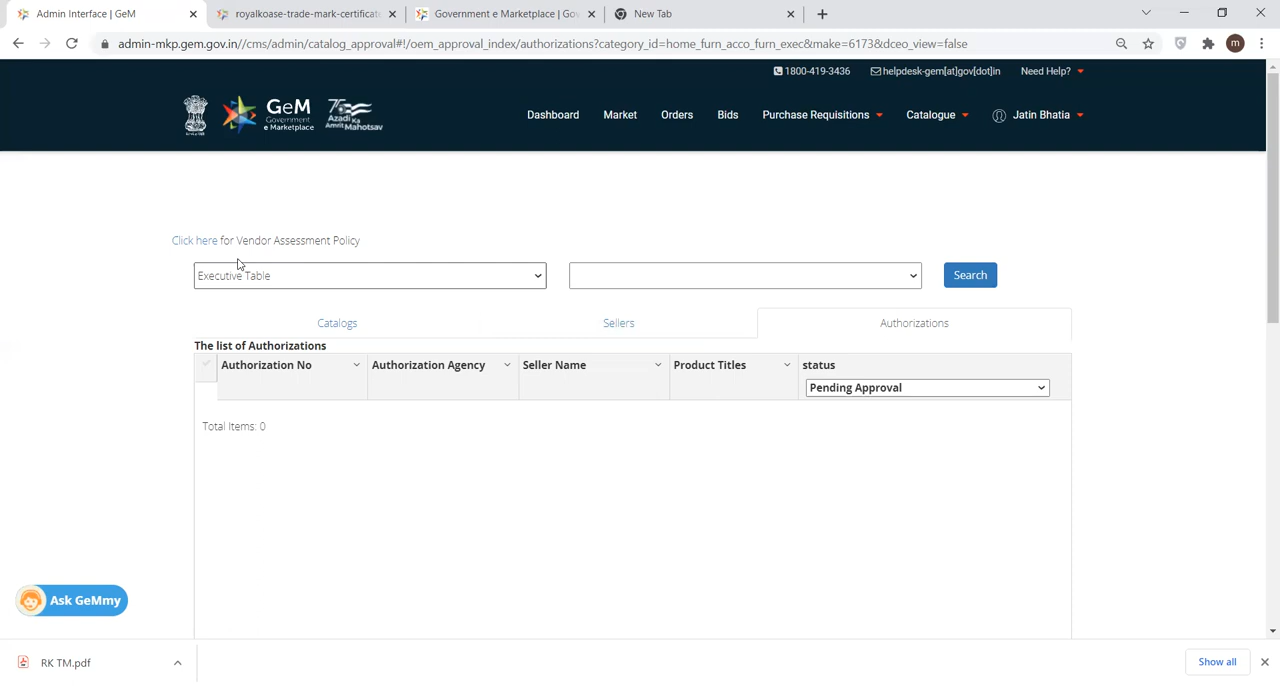 Admin Interface | GeM
royalkoase-trade-mark-certificate
Government e Marketplace | Gov
New Tab
admin-mkp.gem.gov.in//cms/admin/catalog_approval#!/oem_approval_index/authorizations?category_id=home_furn_acco_furn_exec&make=6173&dceo_view=false
m
1800-419-3436
helpdesk-gem[at]gov[dot]in
Need Help?
GeM
Government
e Marketplace
75
Azadi Ka
Amrit Mahotsav
Dashboard
Market
Orders
Bids
Purchase Requisitions
Catalogue
Jatin Bhatia
Click here for Vendor Assessment Policy
Executive Table
Search
Catalogs
Sellers
Authorizations
The list of Authorizations
Authorization No
Authorization Agency
Seller Name
Product Titles
status
Pending Approval
Total Items: 0
Ask GeMmy
RK TM.pdf
Show all